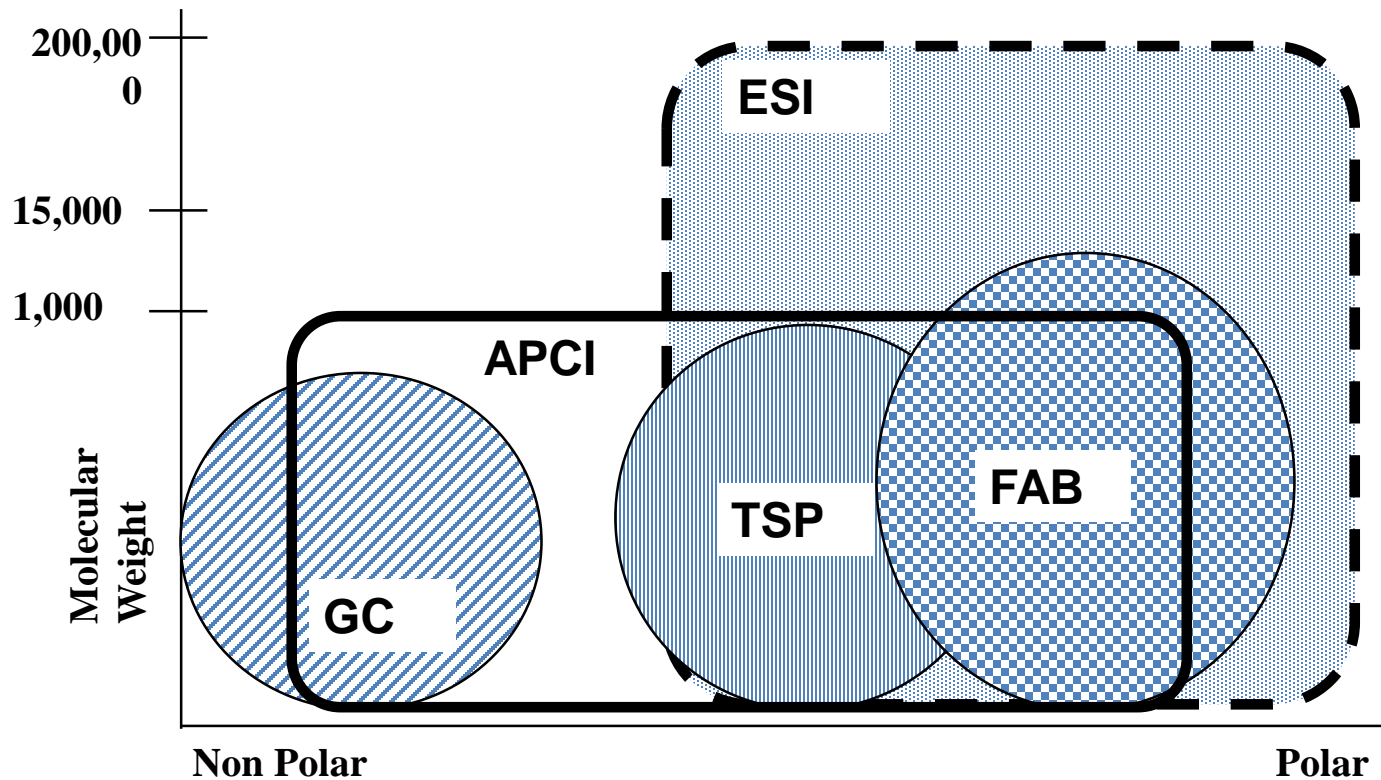 200,00
0
ESI
15,000
1,000
APCI
Molecular
Weight
FAB
TSP
GC
Non Polar
Polar